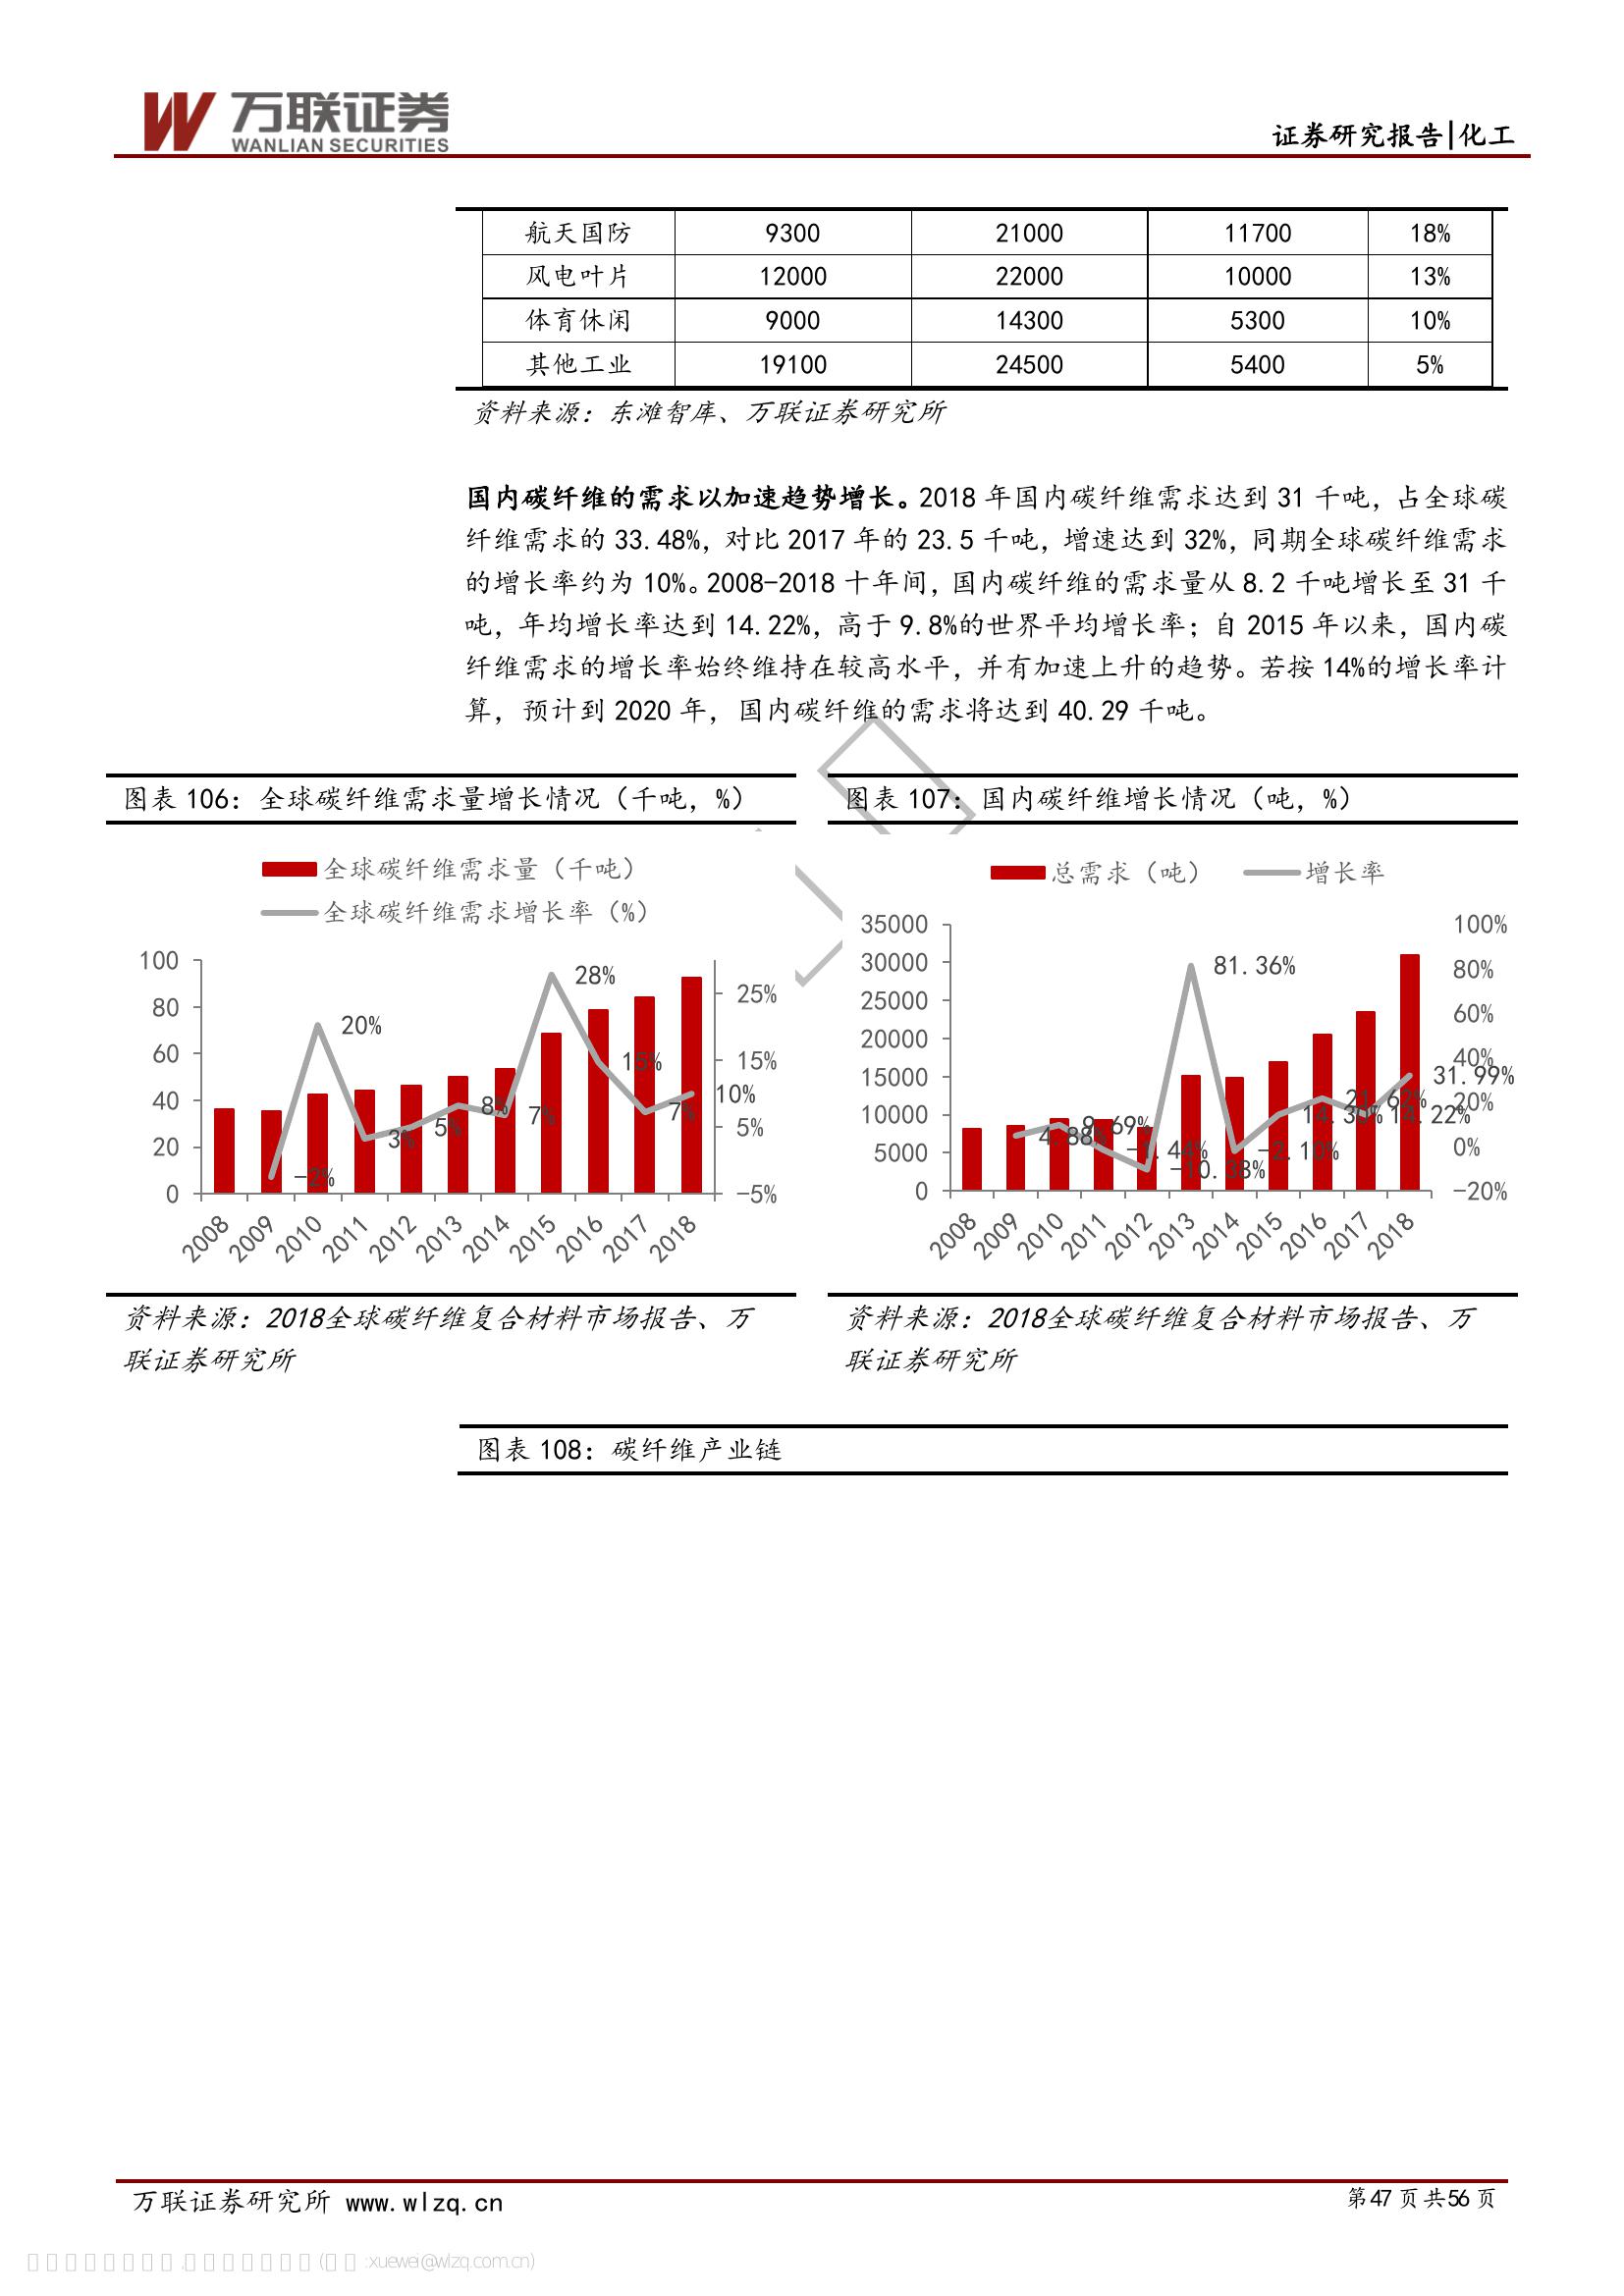 万联证券
WANLIAN SECURITIES
证券研究报告|化工
航天国防 9300 21000 11700 18%
风电叶片 12000 22000 10000 13%
体育休闲 9000 14300 5300 10%
其他工业 19100 24500 5400 5%
资料来源：东滩智库、万联证券研究所
国内碳纤维的需求以加速趋势增长。2018 年国内碳纤维需求达到 31 千吨，占全球碳
纤维需求的 33.48%，对比 2017 年的 23.5 千吨，增速达到 32%，同期全球碳纤维需求
的增长率约为 10%。2008-2018 十年间，国内碳纤维的需求量从 8.2 千吨增长至 31 千
吨，年均增长率达到 14.22%，高于 9.8%的世界平均增长率；自 2015 年以来，国内碳
纤维需求的增长率始终维持在较高水平，并有加速上升的趋势。若按 14%的增长率计
算，预计到 2020 年，国内碳纤维的需求将达到 40.29 千吨。
图表 106：全球碳纤维需求量增长情况（千吨，%）
全球碳纤维需求量（千吨）
全球碳纤维需求增长率（%）
100
80
60
40
20
0
25%
15%
5%
-5%
-2%
20%
3%
5%
8%
7%
28%
15%
7%
10%
2008 2009 2010 2011 2012 2013 2014 2015 2016 2017 2018
资料来源：2018全球碳纤维复合材料市场报告、万
联证券研究所
图表 107：国内碳纤维增长情况（吨，%）
总需求（吨） 增长率
35000
30000
25000
20000
15000
10000
5000
0
100%
80%
60%
40%
20%
0%
-20%
4.88%
9.69%
-10.38%
81.36%
-2.10%
21.62%
14.22%
31.99%
2008 2009 2010 2011 2012 2013 2014 2015 2016 2017 2018
资料来源：2018全球碳纤维复合材料市场报告、万
联证券研究所
图表 108：碳纤维产业链
万联证券研究所 www.wlzq.cn
第47 页 共56 页
:xuewei@wlzq.com.cn)